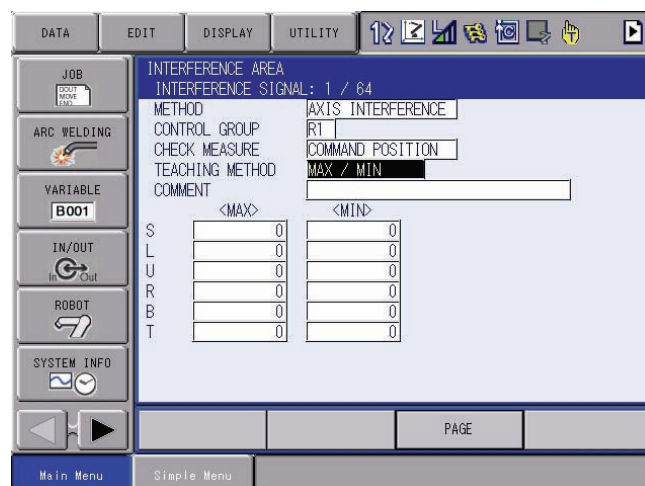 DATA EDIT DISPLAY UTILITY
JOB
DOUT
MOVE
END
ARC WELDING
VARIABLE
B001
IN/OUT
In Out
ROBOT
SYSTEM INFO
INTERFERENCE AREA
INTERFERENCE SIGNAL: 1 / 64
METHOD AXIS INTERFERENCE
CONTROL GROUP R1
CHECK MEASURE COMMAND POSITION
TEACHING METHOD MAX / MIN
COMMENT
<MAX> <MIN>
S 0 0
L 0 0
U 0 0
R 0 0
B 0 0
T 0 0
PAGE
Main Menu Simple Menu